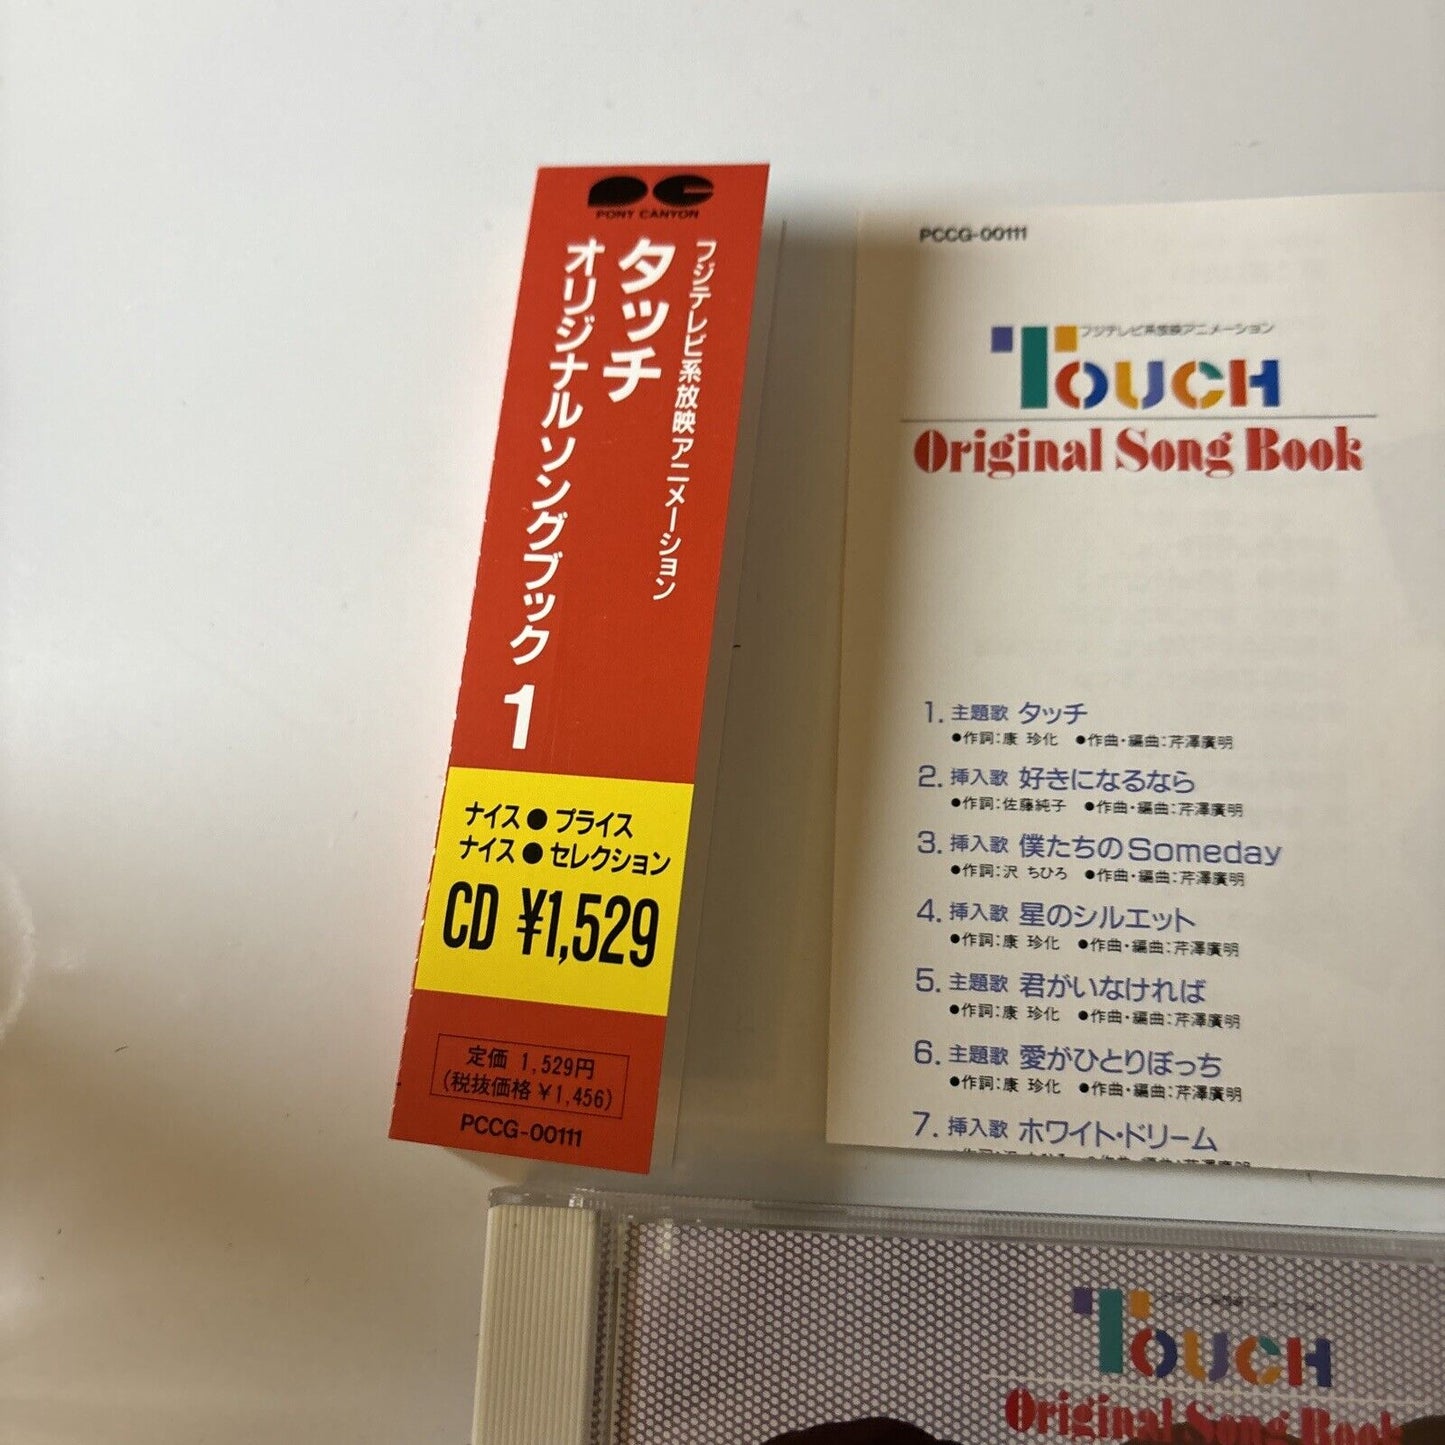 PONY CANYON
フジテレビ系放映アニメーション
タッチ
オリジナルソングブック 1
ナイス●プライス
ナイス●セレクション
CD ¥1,529
定価 1,529円
(税抜価格¥1,456)
PCCG-00111
PCCG-00111
フジテレビ系放映アニメーション
TOUCH
Original Song Book
1. 主題歌 タッチ
●作詞:康 珍化 ●作曲・編曲:芹澤廣明
2. 挿入歌 好きになるなら
●作詞:佐藤純子 ●作曲・編曲:芹澤廣明
3. 挿入歌 僕たちのSomeday
●作詞:沢 ちひろ ●作曲・編曲:芹澤廣明
4. 挿入歌 星のシルエット
●作詞:康 珍化 ●作曲・編曲:芹澤廣明
5. 主題歌 君がいなければ
●作詞:康 珍化 ●作曲・編曲:芹澤廣明
6. 主題歌 愛がひとりぼっち
●作詞:康 珍化 ●作曲・編曲:芹澤廣明
7. 挿入歌 ホワイト・ドリーム
TOUCH
Original Song Book